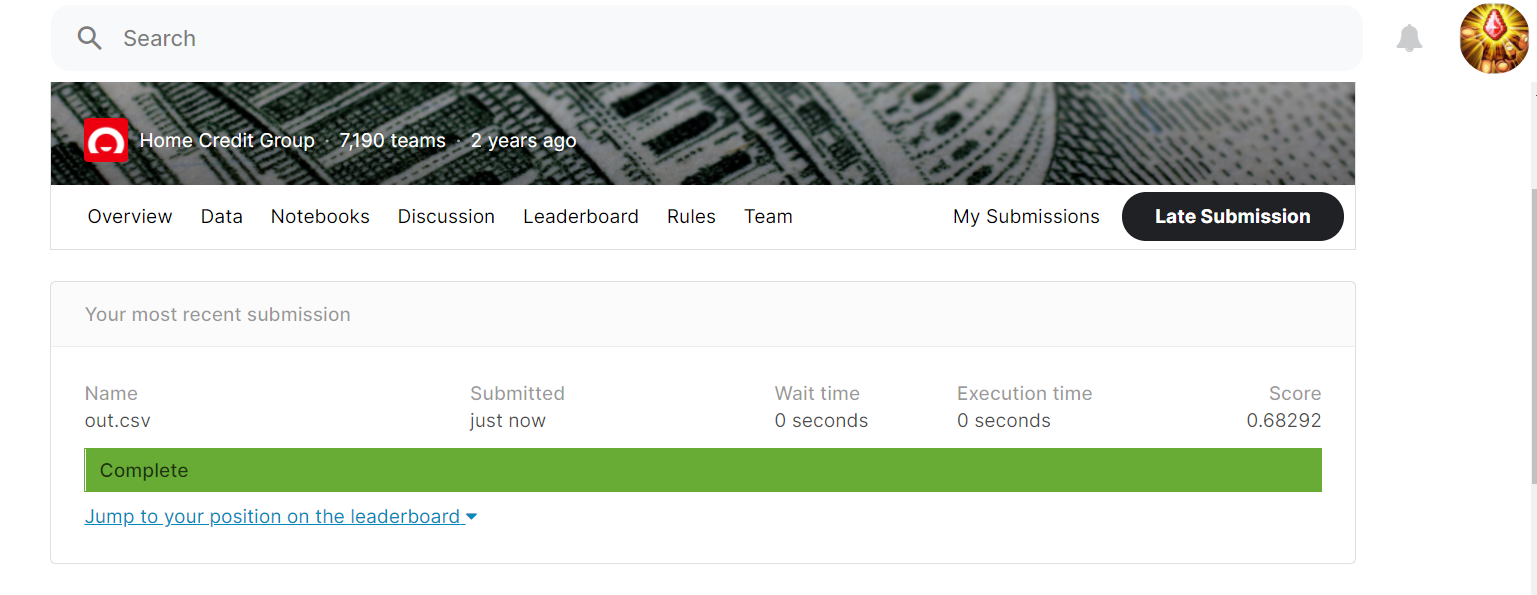 Search
Home Credit Group · 7,190 teams · 2 years ago
Overview Data Notebooks Discussion Leaderboard Rules Team My Submissions Late Submission
Your most recent submission
Name Submitted Wait time Execution time Score
out.csv just now 0 seconds 0 seconds 0.68292
Complete
Jump to your position on the leaderboard